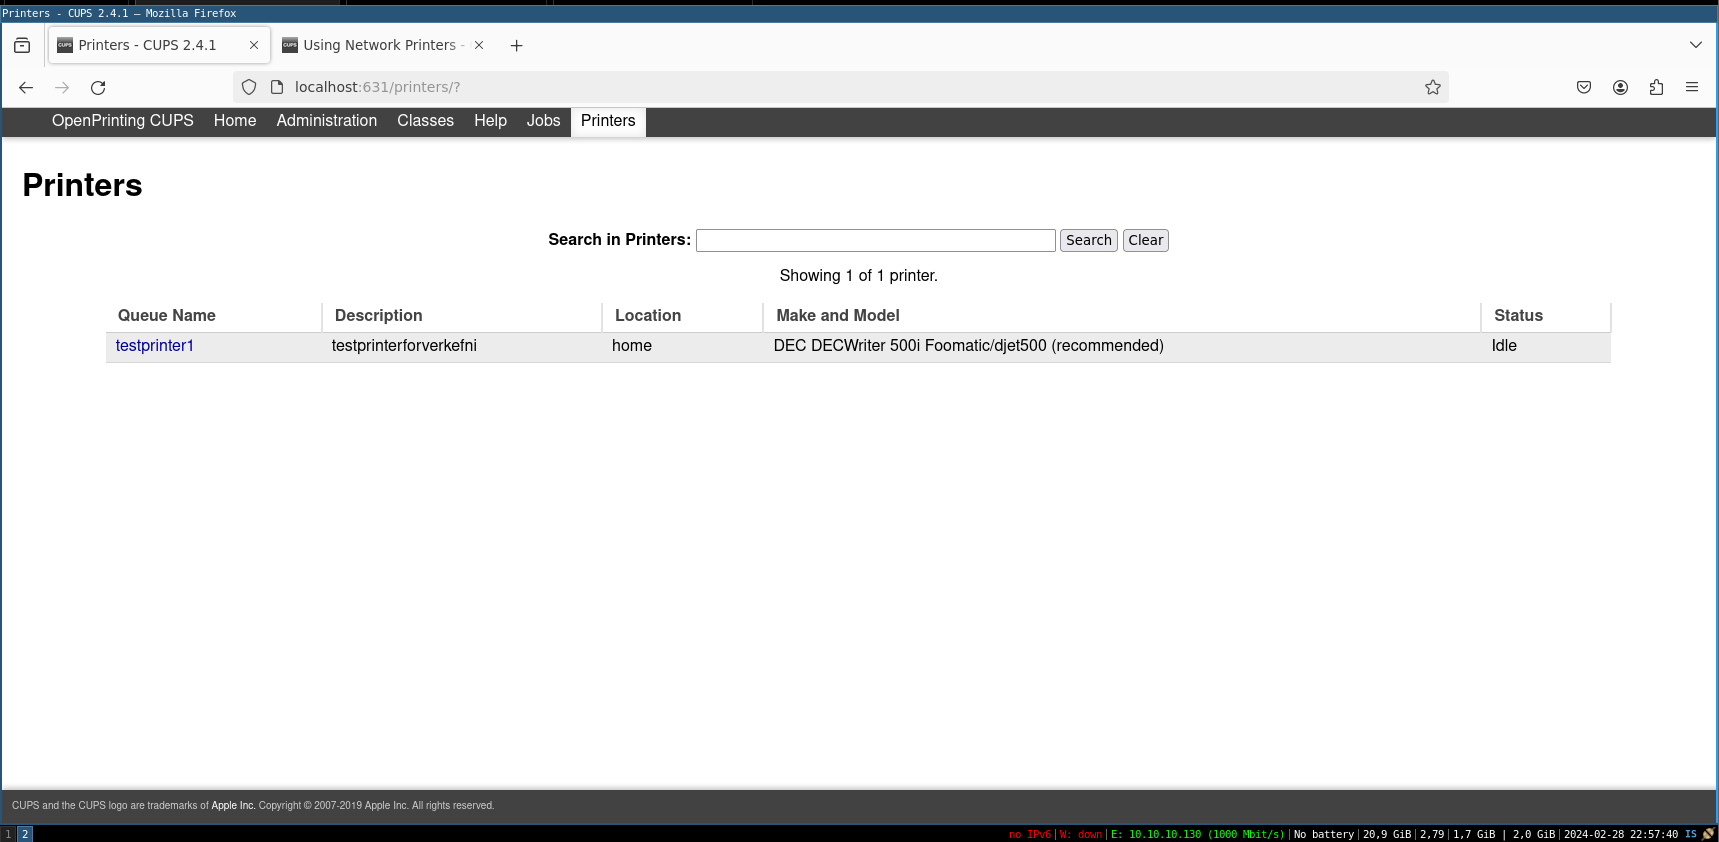 Printers - CUPS 2.4.1 — Mozilla Firefox
CUPS Printers - CUPS 2.4.1 CUPS Using Network Printers -
localhost:631/printers/?
OpenPrinting CUPS Home Administration Classes Help Jobs Printers
Printers
Search in Printers: Search Clear
Showing 1 of 1 printer.
Queue Name Description Location Make and Model Status
testprinter1 testprinterforverkefni home DEC DECWriter 500i Foomatic/djet500 (recommended) Idle
CUPS and the CUPS logo are trademarks of Apple Inc. Copyright © 2007-2019 Apple Inc. All rights reserved.
1 2 no IPv6|W: down|E: 10.10.10.130 (1000 Mbit/s)|No battery|20,9 GiB|2,79|1,7 GiB | 2,0 GiB|2024-02-28 22:57:40 IS